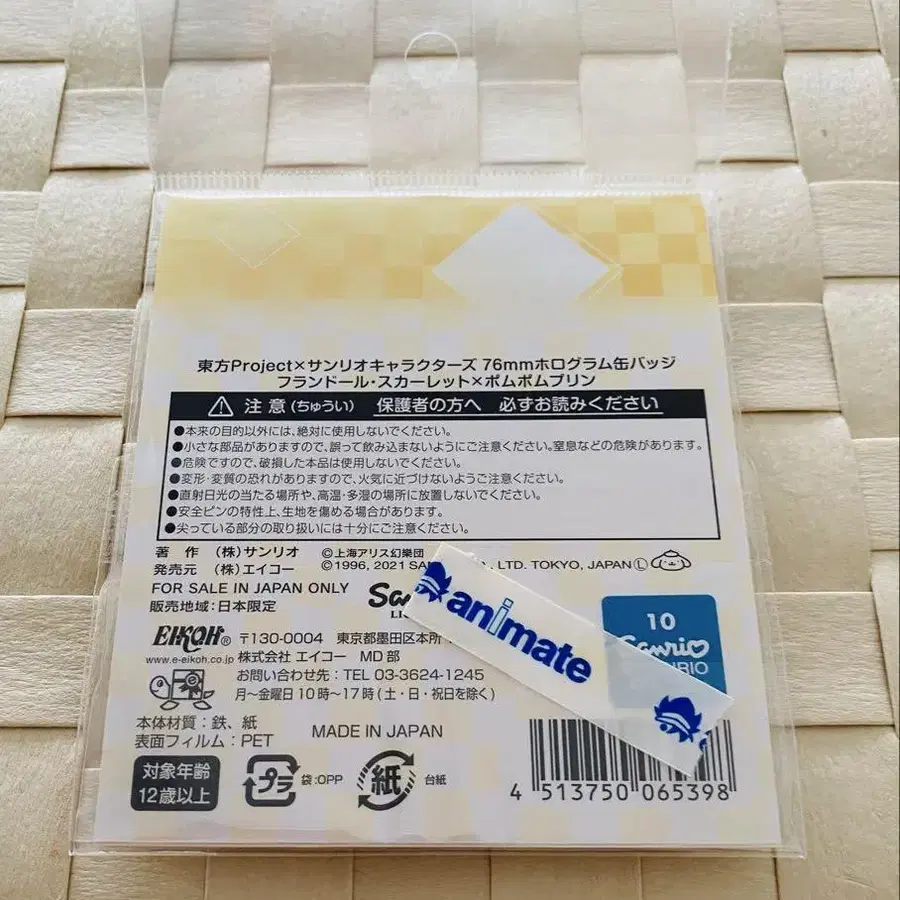 東方Project×サンリオキャラクターズ 76mmホログラム缶バッジ
フランドール・スカーレット×ポムポムプリン
注意(ちゅうい) 保護者の方へ 必ずお読みください
●本来の目的以外には、絶対に使用しないでください。
●小さな部品がありますので、誤って飲み込まないようにご注意ください。窒息などの危険があります。
●危険ですので、破損した本品は使用しないでください。
●変形・変質の恐れがありますので、火気に近づけないようご注意ください。
●直射日光の当たる場所や、高温・多湿の場所に放置しないでください。
●安全ピンの特性上、生地を傷める場合があります。
●尖っている部分の取り扱いには十分にご注意ください。
著 作 (株)サンリオ ©上海アリス幻樂団
発売元 (株)エイコー ©1996, 2021 SAN CO., LTD. TOKYO, JAPAN Ⓛ
FOR SALE IN JAPAN ONLY
販売地域:日本限定
animate
10
Sanrio
EIKOH® 〒130-0004 東京都墨田区本所
www.e-eikoh.co.jp 株式会社 エイコー MD部
お問い合わせ先:TEL 03-3624-1245
月〜金曜日10時〜17時(土・日・祝日を除く)
本体材質:鉄、紙
表面フィルム:PET
MADE IN JAPAN
対象年齢
12歳以上
プラ 袋:OPP
紙 台紙
4 513750 065398